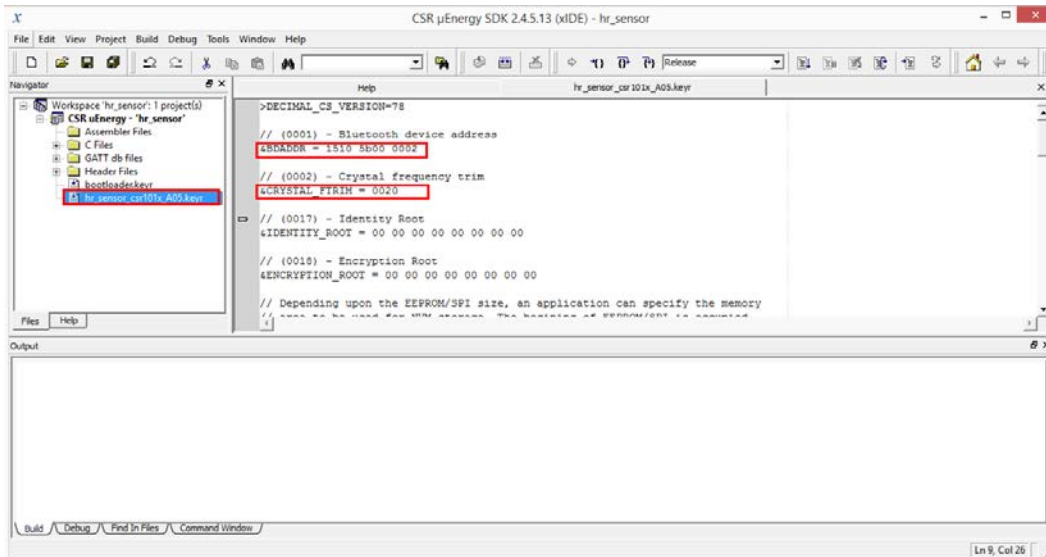 X CSR µEnergy SDK 2.4.5.13 (xIDE) - hr_sensor
File Edit View Project Build Debug Tools Window Help
Release
Navigator
Help hr_sensor_csr101x_A05.keyr
Workspace 'hr_sensor': 1 project(s)
CSR uEnergy - 'hr_sensor'
Assembler Files
C Files
GATT db files
Header Files
bootloader.keyr
hr_sensor_csr101x_A05.keyr
Files Help
>DECIMAL_CS_VERSION=78
// (0001) - Bluetooth device address
&BDADDR = 1510 5b00 0002
// (0002) - Crystal frequency trim
&CRYSTAL_FTRIM = 0020
// (0017) - Identity Root
&IDENTITY_ROOT = 00 00 00 00 00 00 00 00
// (0018) - Encryption Root
&ENCRYPTION_ROOT = 00 00 00 00 00 00 00 00
// Depending upon the EEPROM/SPI size, an application can specify the memory
Output
Build Debug Find In Files Command Window
Ln 9, Col 26